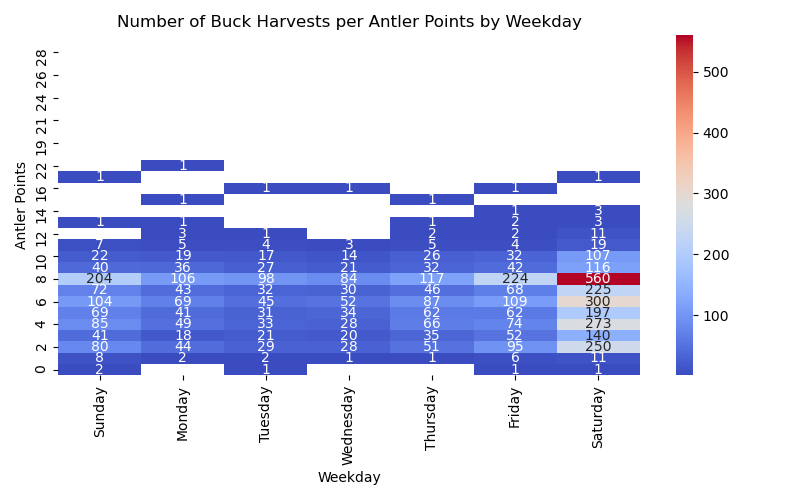 Number of Buck Harvests per Antler Points by Weekday
28
26
24
21
19
22 1
1 1 500
16 1 1 1
1 1
14 1 3 400
1 1 1 2 3
12 3 1 2 2 11
7 5 4 3 5 4 19
10 22 19 17 14 26 32 107 300
40 36 27 21 32 42 116
8 204 106 98 84 117 224 560
72 43 32 30 46 68 225
6 104 69 45 52 87 109 300 200
69 41 31 34 62 62 197
4 85 49 33 28 66 74 273
41 18 21 20 35 52 140 100
2 80 44 29 28 51 95 250
8 2 2 1 1 6 11
0 2 1 1 1
Antler Points
Sunday Monday Tuesday Wednesday Thursday Friday Saturday
Weekday